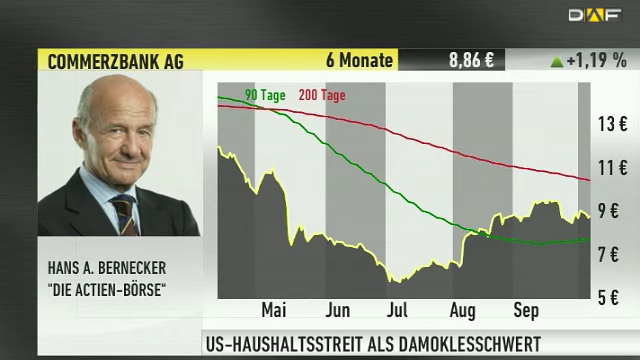 DAF
COMMERZBANK AG 6 Monate 8,86 € +1,19 %
90 Tage 200 Tage
13 €
11 €
9 €
7 €
5 €
Mai Jun Jul Aug Sep
HANS A. BERNECKER
"DIE ACTIEN-BÖRSE"
US-HAUSHALTSSTREIT ALS DAMOKLESSCHWERT